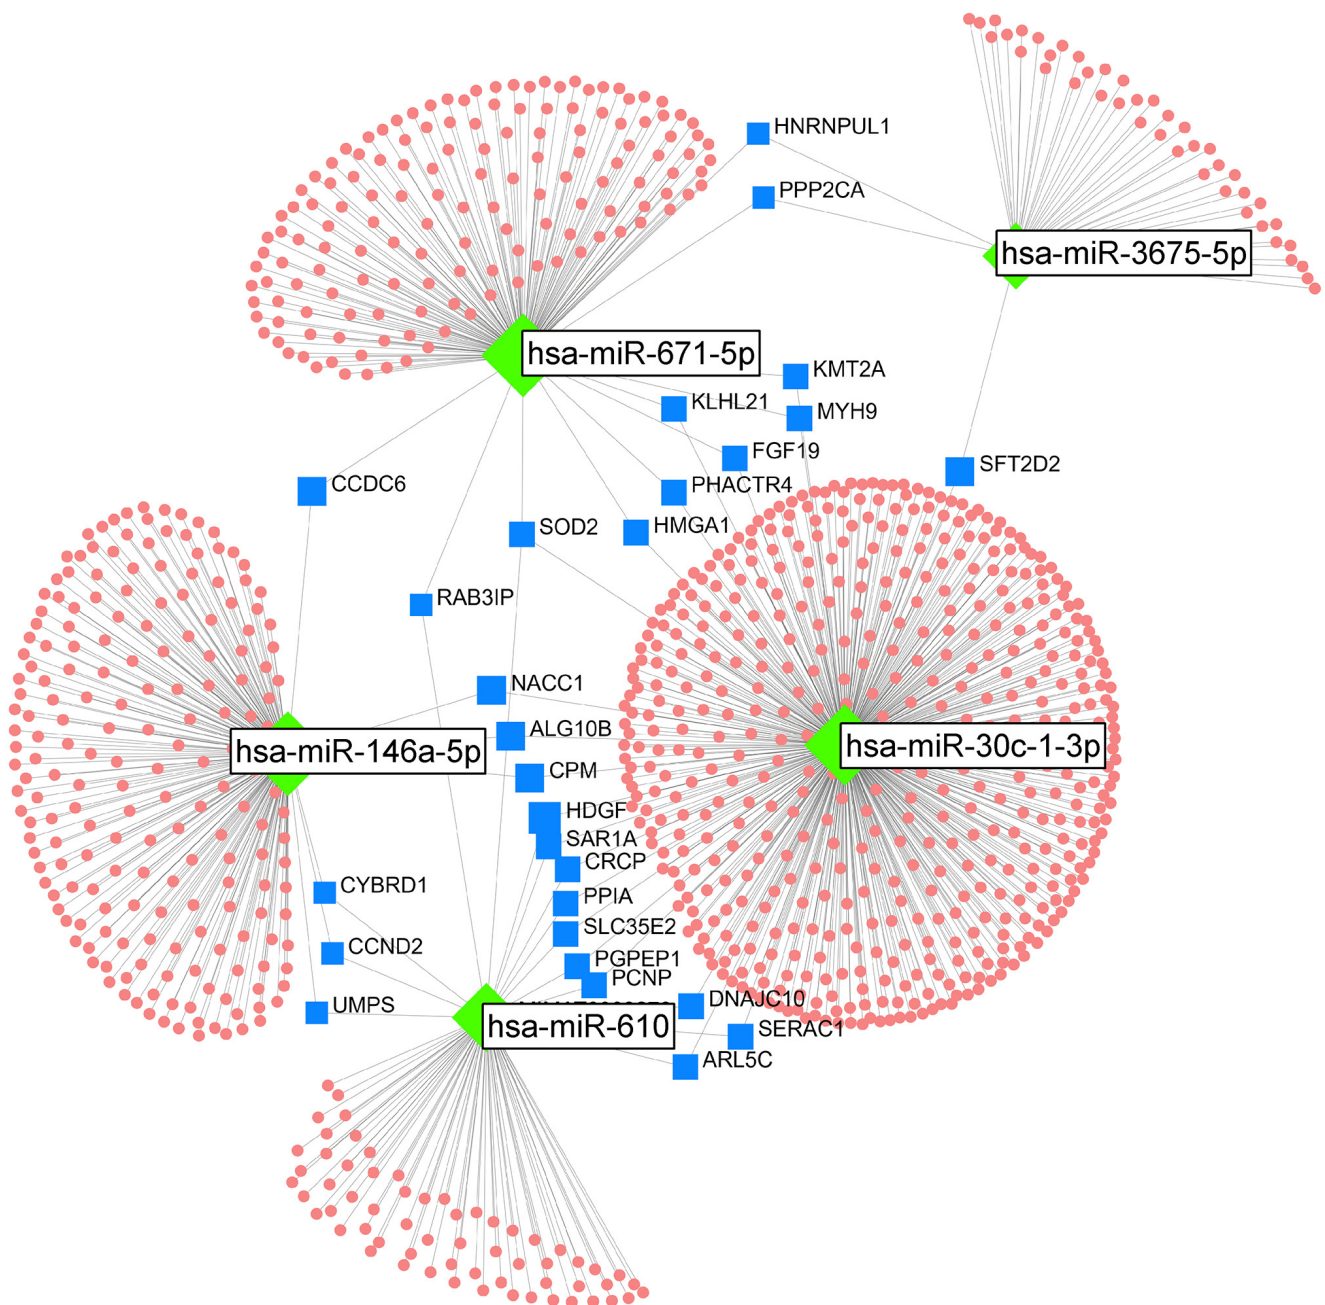 HNRNPUL1
PPP2CA
hsa-miR-3675-5p
hsa-miR-671-5p
KMT2A
KLHL21
MYH9
FGF19
SFT2D2
CCDC6
PHACTR4
SOD2
HMGA1
RAB3IP
NACC1
ALG10B
hsa-miR-146a-5p
hsa-miR-30c-1-3p
CPM
HDGF
SAR1A
CRCP
CYBRD1
PPIA
SLC35E2
CCND2
PGPEP1
PCNP
UMPS
DNAJC10
hsa-miR-610
SERAC1
ARL5C